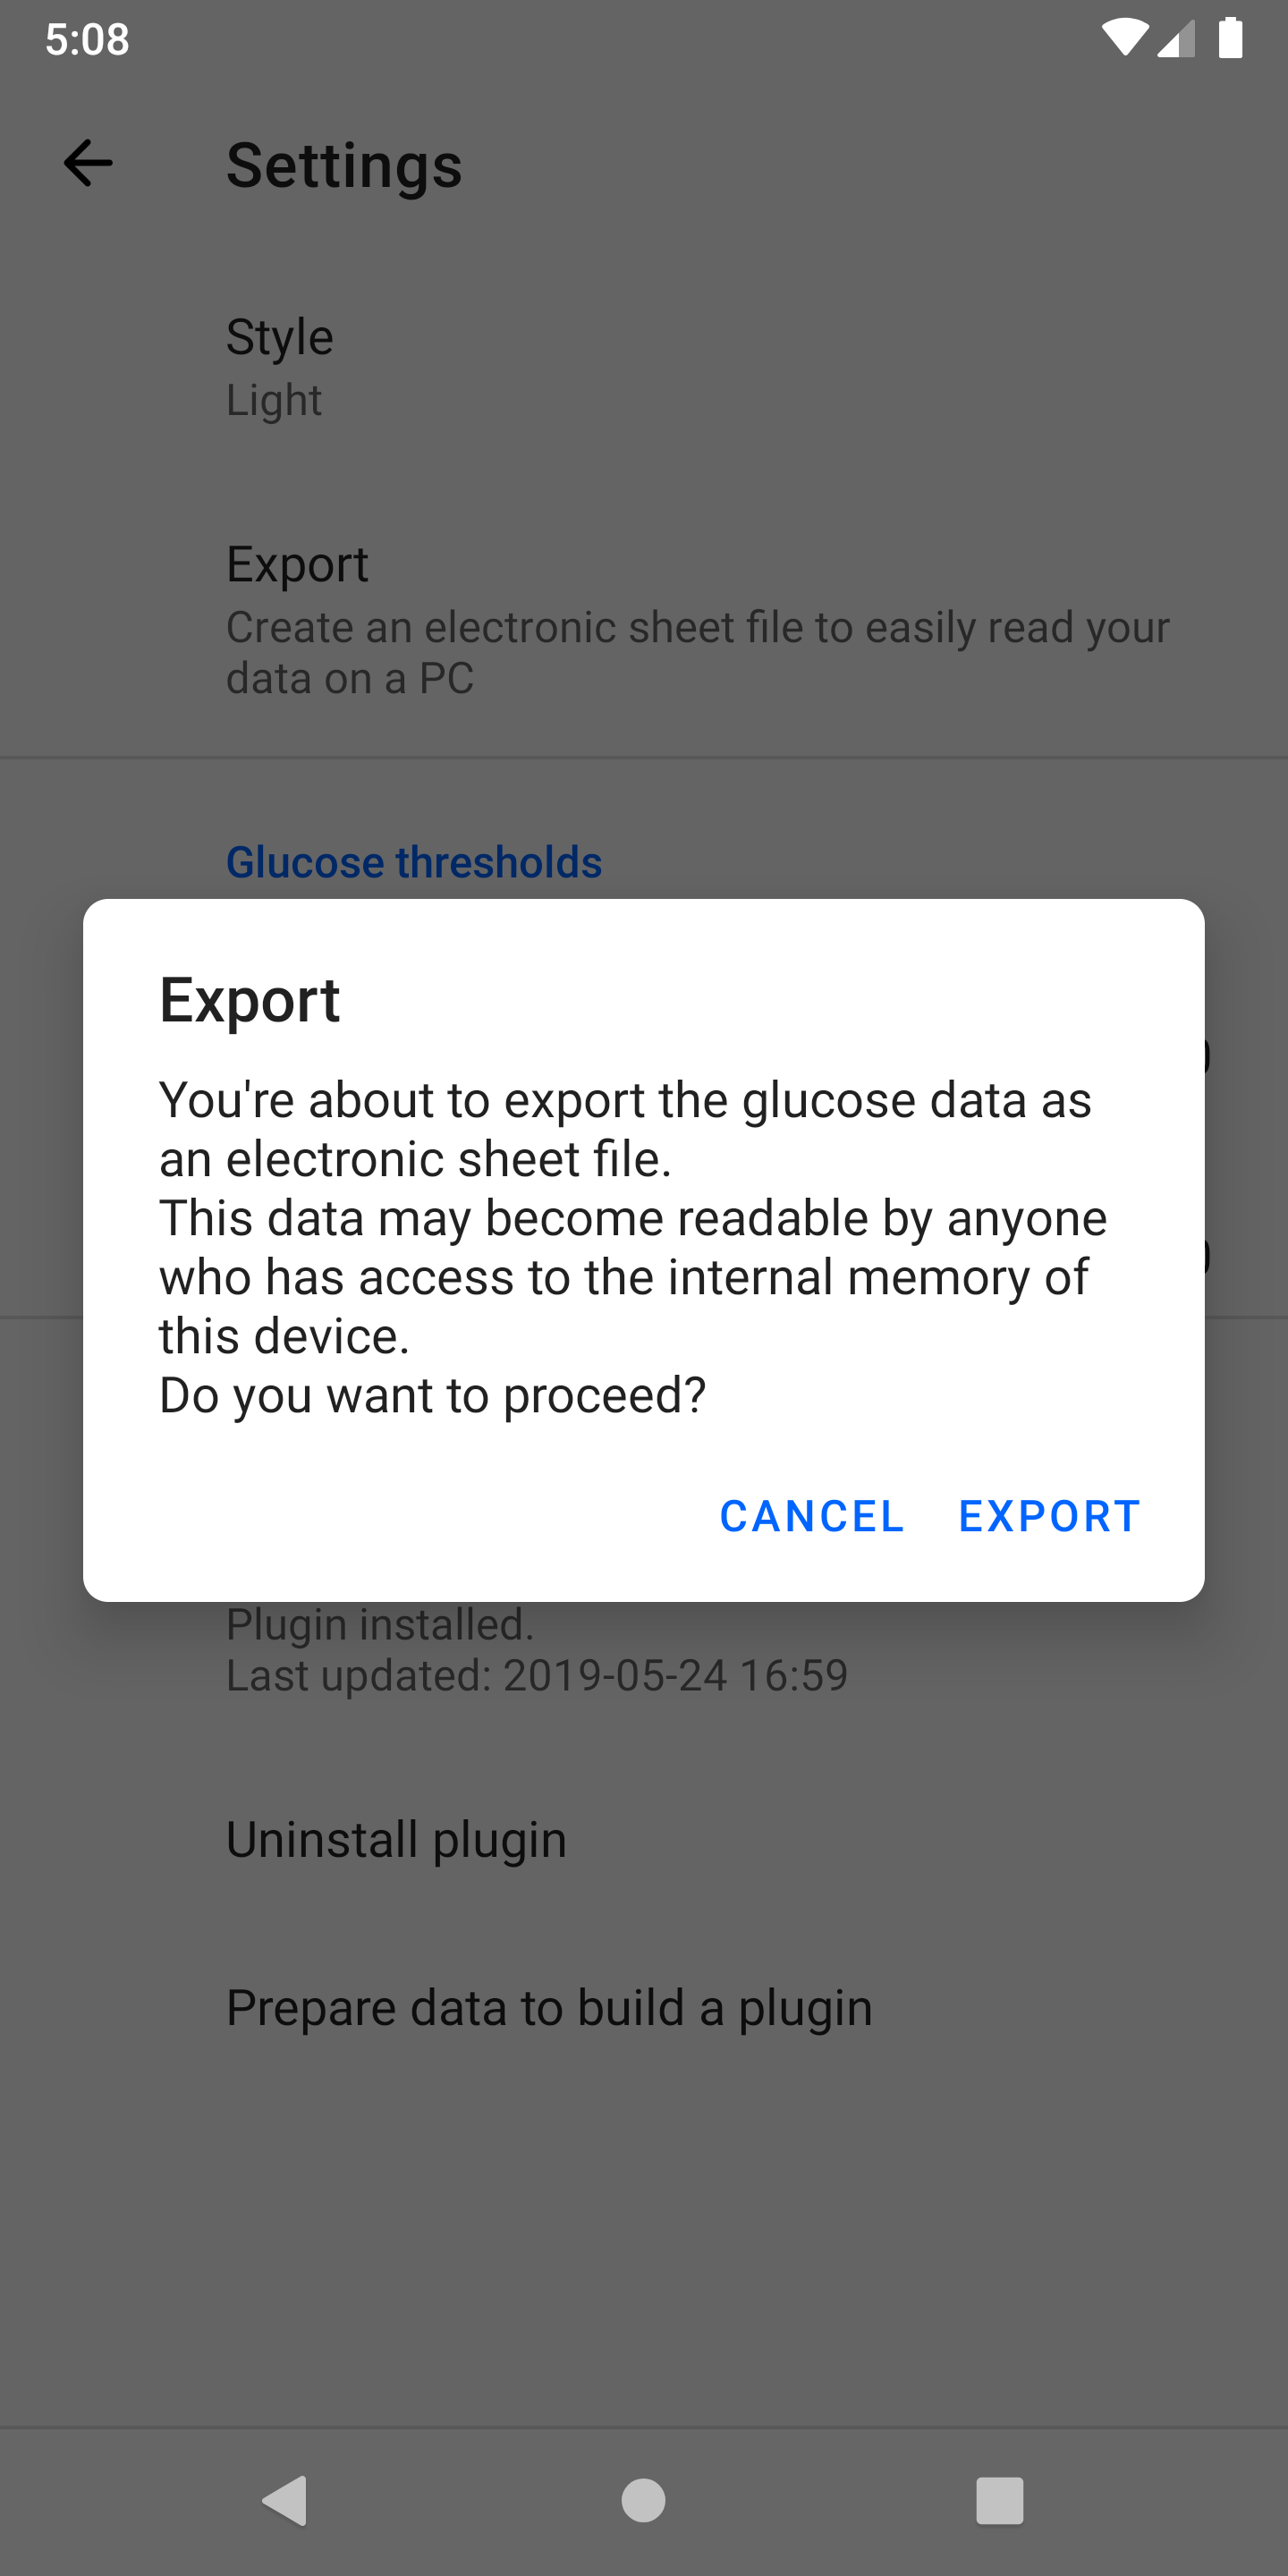 5:08
Settings
Style
Light
Export
Create an electronic sheet file to easily read your
data on a PC
Glucose thresholds
Export
You're about to export the glucose data as
an electronic sheet file.
This data may become readable by anyone
who has access to the internal memory of
this device.
Do you want to proceed?
CANCEL EXPORT
Plugin installed.
Last updated: 2019-05-24 16:59
Uninstall plugin
Prepare data to build a plugin